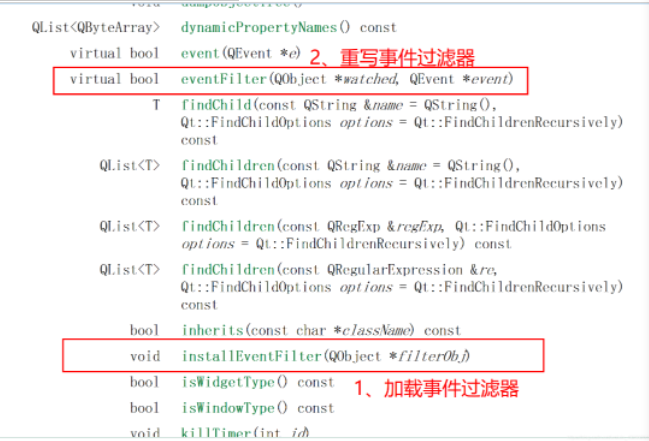 void dumpObjectTree()
QList<QByteArray> dynamicPropertyNames() const
virtual bool event(QEvent *e)
2、重写事件过滤器
virtual bool eventFilter(QObject *watched, QEvent *event)
T findChild(const QString &name = QString(),
Qt::FindChildOptions options = Qt::FindChildrenRecursively)
const
QList<T> findChildren(const QString &name = QString(),
Qt::FindChildOptions options = Qt::FindChildrenRecursively)
const
QList<T> findChildren(const QRegExp &regExp, Qt::FindChildOptions
options = Qt::FindChildrenRecursively) const
QList<T> findChildren(const QRegularExpression &re,
Qt::FindChildOptions options = Qt::FindChildrenRecursively)
const
bool inherits(const char *className) const
void installEventFilter(QObject *filterObj)
bool isWidgetType() const
1、加载事件过滤器
bool isWindowType() const
void killTimer(int id)